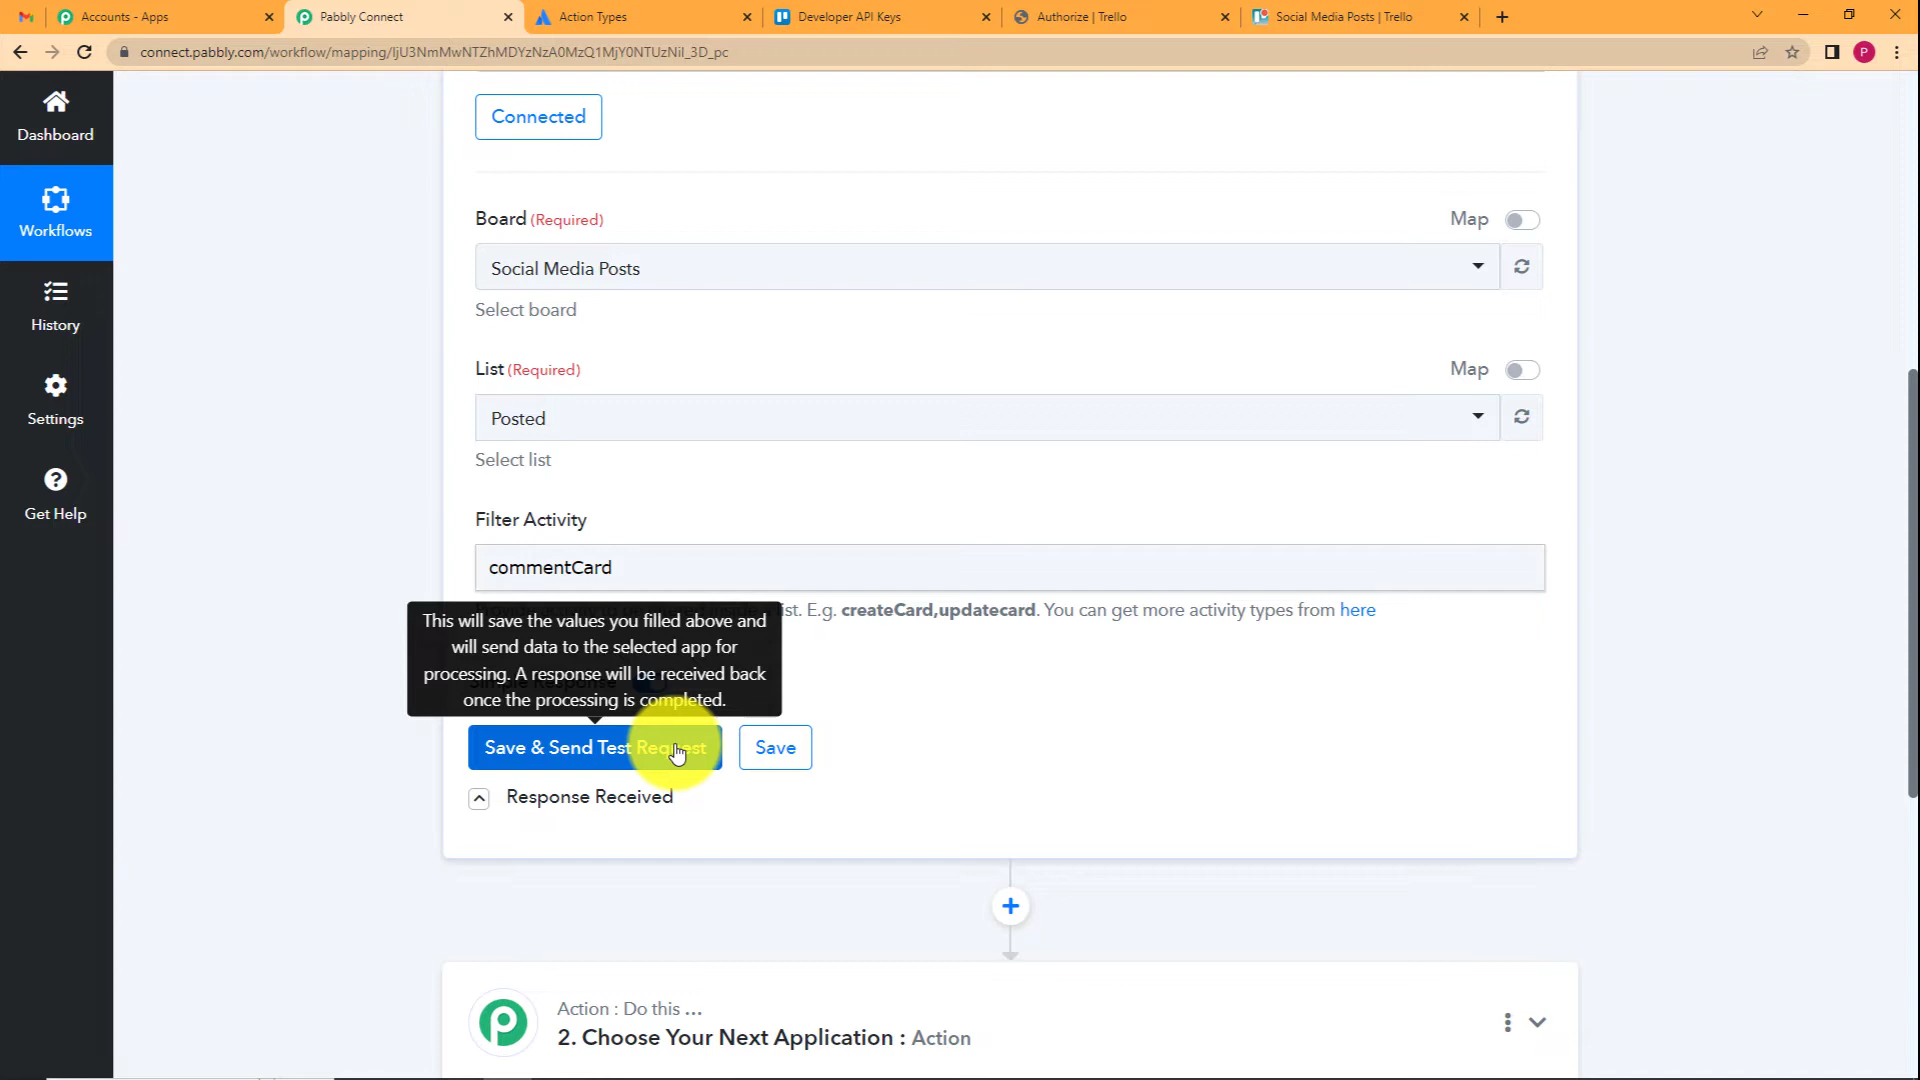 Accounts - Apps
Pabbly Connect
Action Types
Developer API Keys
Authorize | Trello
Social Media Posts | Trello
connect.pabbly.com/workflow/mapping/IjU3NmMwNTZhMDYzNzA0MzQ1MjY0NTUzNiI_3D_pc
P
Dashboard
Workflows
History
Settings
Get Help
Connected
Board (Required)
Map
Social Media Posts
Select board
List (Required)
Map
Posted
Select list
Filter Activity
commentCard
list. E.g. createCard,updatecard. You can get more activity types from here
This will save the values you filled above and
will send data to the selected app for
processing. A response will be received back
once the processing is completed.
Save & Send Test Request
Save
Response Received
Action : Do this ...
2. Choose Your Next Application : Action